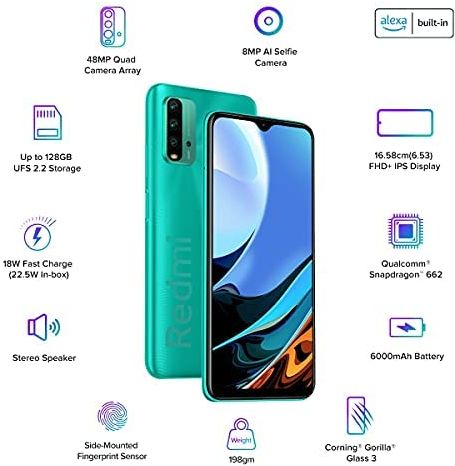 48MP Quad
Camera Array
8MP AI Selfie
Camera
alexa built-in
Up to 128GB
UFS 2.2 Storage
16.58cm(6.53)
FHD+ IPS Display
18W Fast Charge
(22.5W In-box)
Qualcomm®
Snapdragon™ 662
Redmi
Stereo Speaker
6000mAh Battery
Side-Mounted
Fingerprint Sensor
Weight
198gm
Corning® Gorilla®
Glass 3